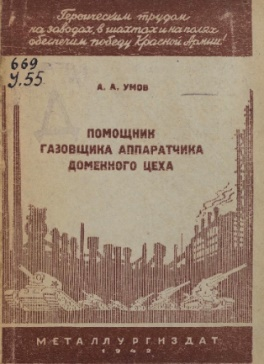 Героическим трудом
на заводах, в шахтах и на полях
обеспечим победу Красной Армии!
669
У.55
А. А. УМОВ
ПОМОЩНИК
ГАЗОВЩИКА АППАРАТЧИКА
ДОМЕННОГО ЦЕХА
МЕТАЛЛУРГИЗДАТ